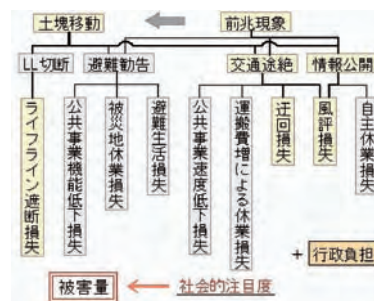 土塊移動
前兆現象
LL切断
避難勧告
交通途絶
情報公開
ライフライン遮断損失
公共事業機能低下損失
被災地休業損失
避難生活損失
公共事業速度低下損失
運搬費増による休業損失
迂回損失
風評損失
自主休業損失
+ 行政負担
被害量
社会的注目度